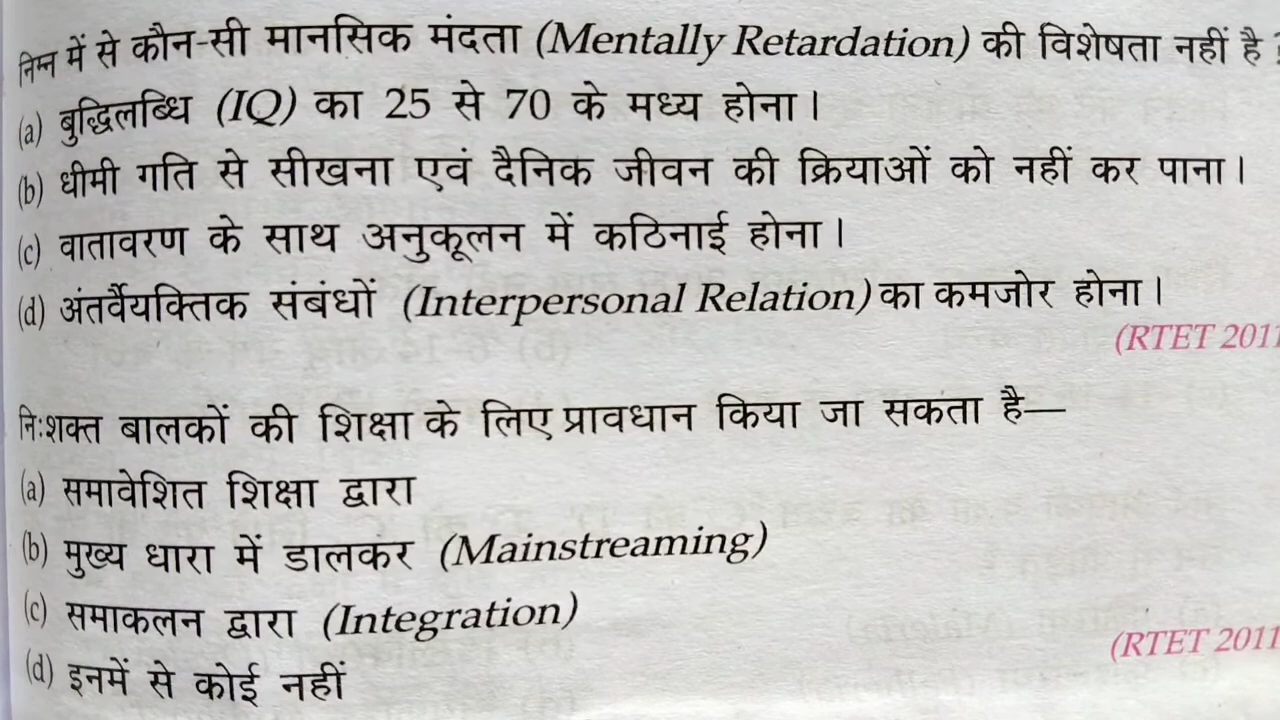 निम्न में से कौन-सी मानसिक मंदता (Mentally Retardation) की विशेषता नहीं है ?
(a) बुद्धिलब्धि (IQ) का 25 से 70 के मध्य होना।
(b) धीमी गति से सीखना एवं दैनिक जीवन की क्रियाओं को नहीं कर पाना।
(c) वातावरण के साथ अनुकूलन में कठिनाई होना।
(d) अंतर्वैयक्तिक संबंधों (Interpersonal Relation) का कमजोर होना।
(RTET 2011
निःशक्त बालकों की शिक्षा के लिए प्रावधान किया जा सकता है—
(a) समावेशित शिक्षा द्वारा
(b) मुख्य धारा में डालकर (Mainstreaming)
(c) समाकलन द्वारा (Integration)
(RTET 2011
(d) इनमें से कोई नहीं